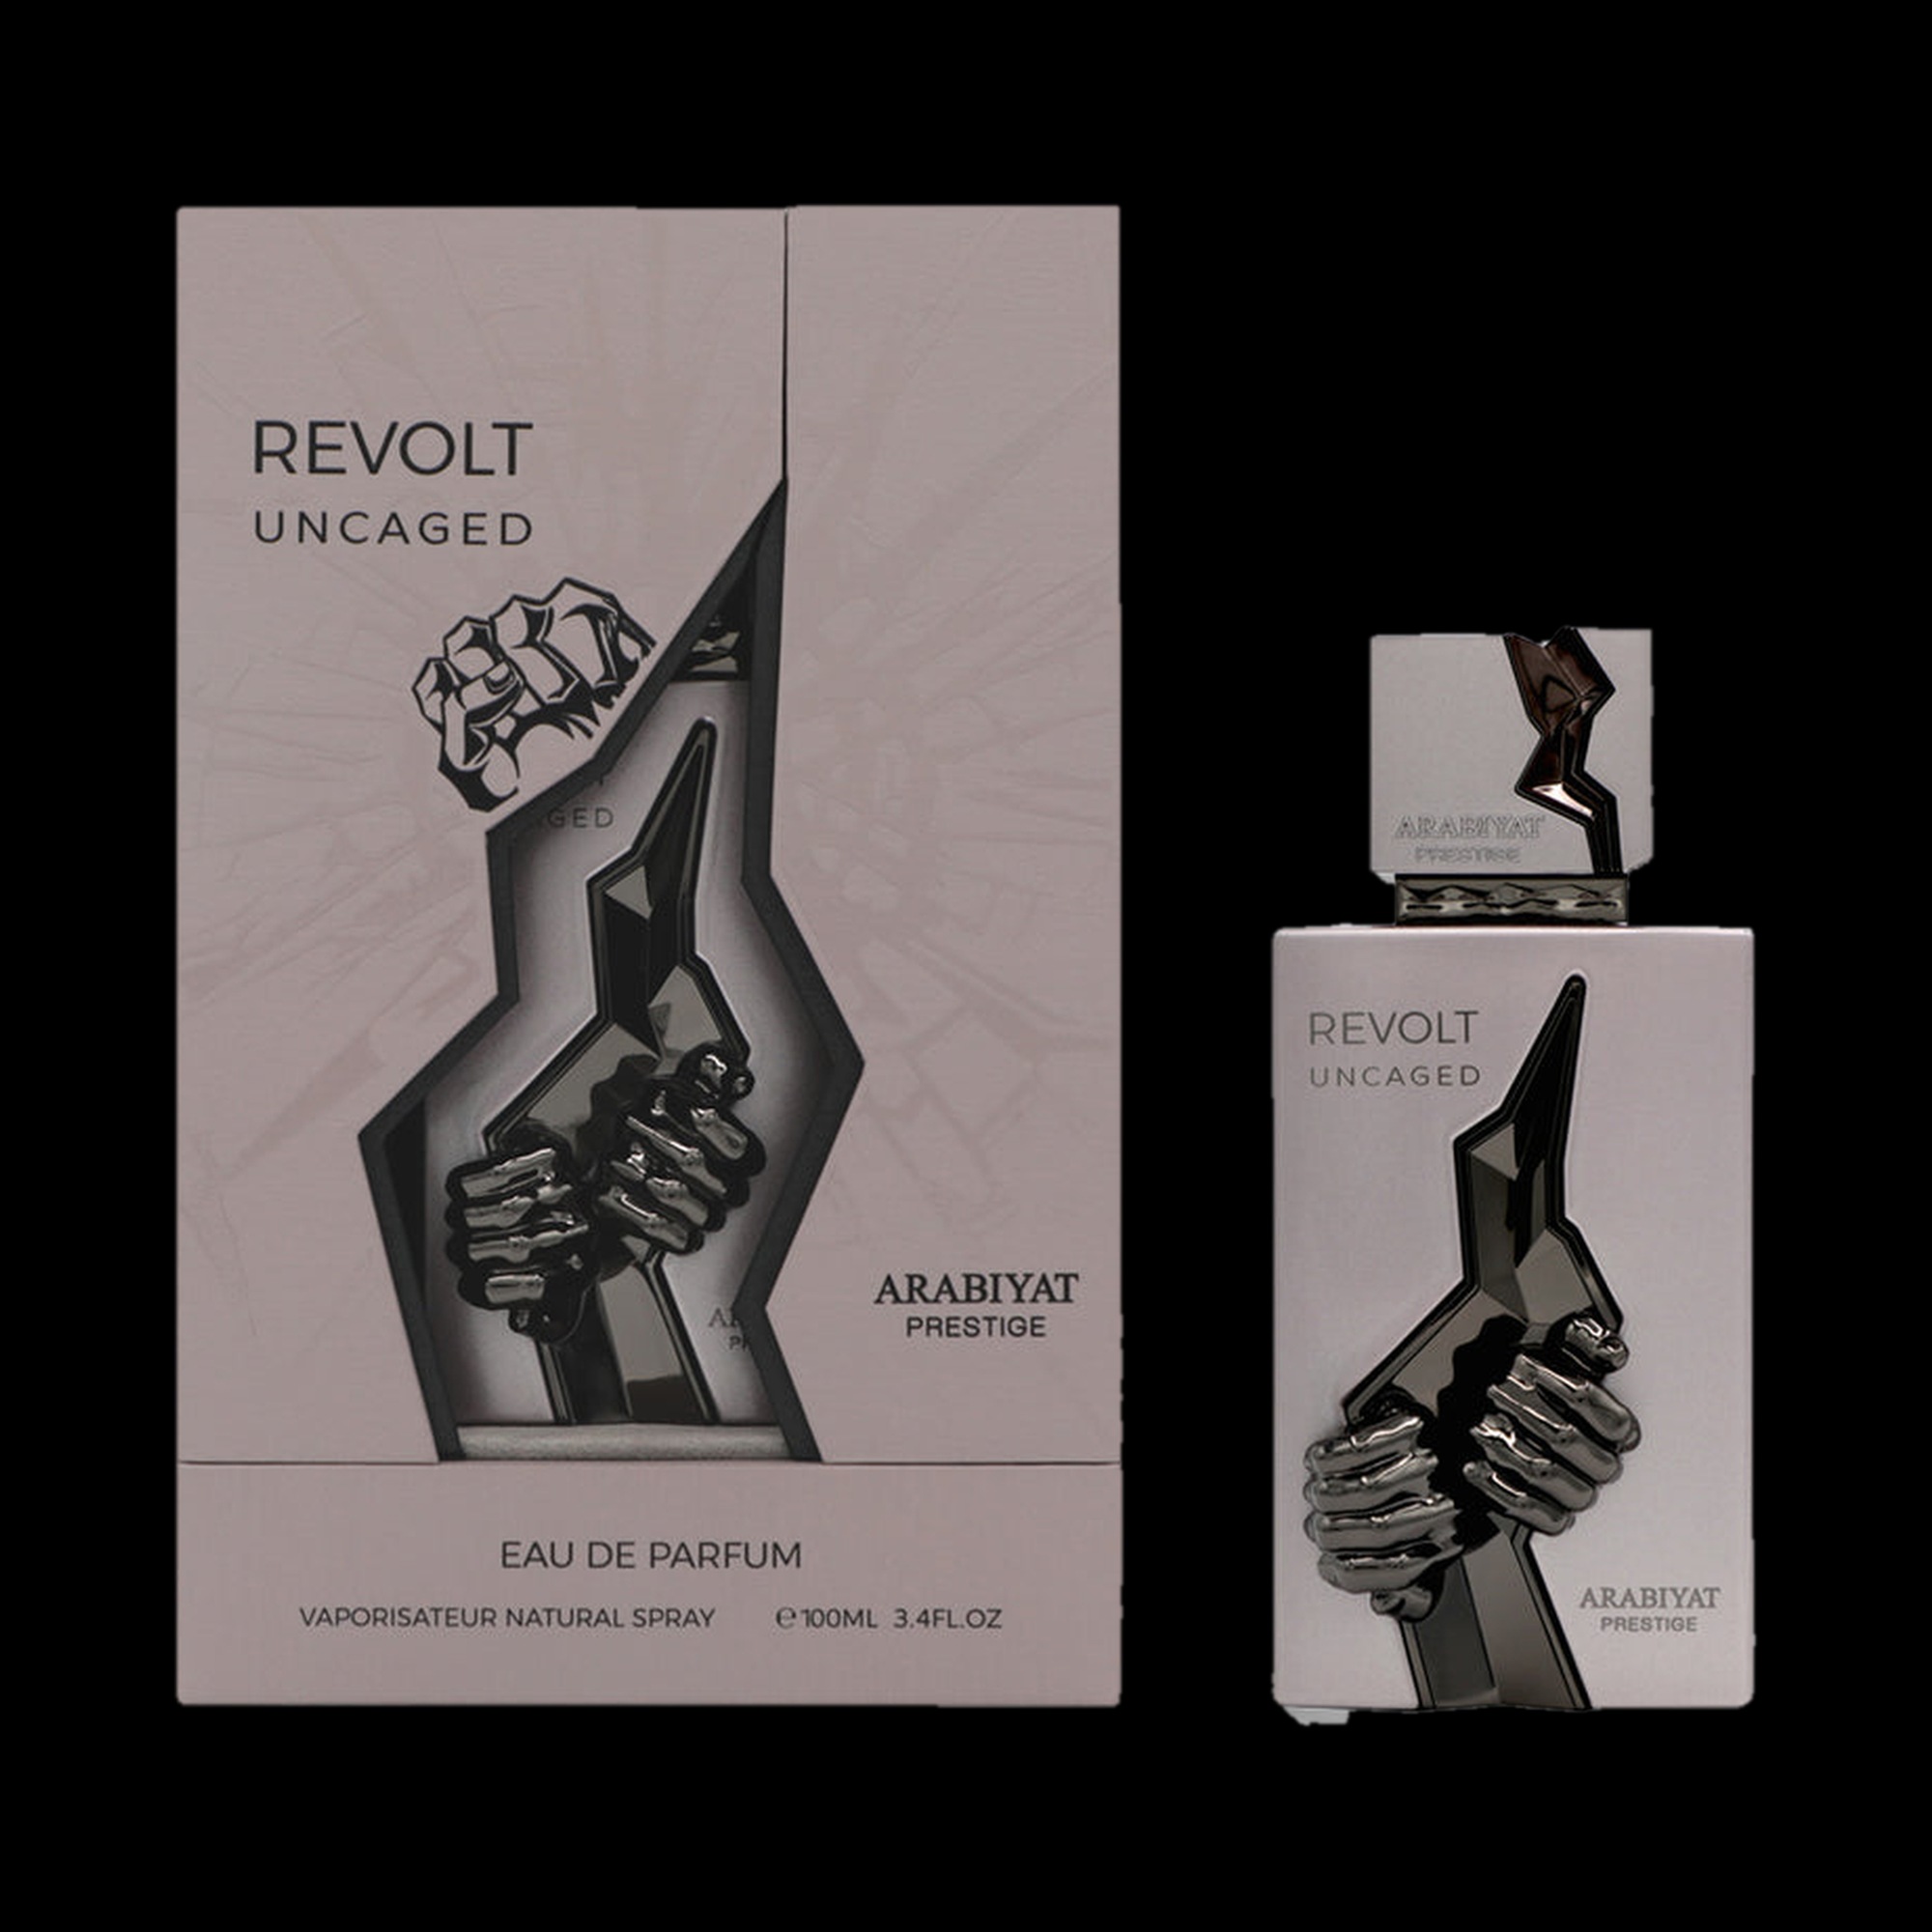 REVOLT
UNCAGED
GED
ARABIYAT
PRESTIGE
EAU DE PARFUM
VAPORISATEUR NATURAL SPRAY ℮100ML 3.4FL.OZ
ARABIYAT
PRESTIGE
REVOLT
UNCAGED
ARABIYAT
PRESTIGE